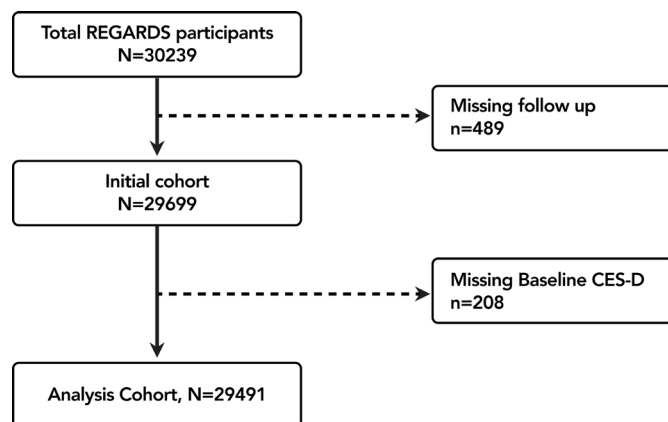 Total REGARDS participants
N=30239
Missing follow up
n=489
Initial cohort
N=29699
Missing Baseline CES-D
n=208
Analysis Cohort, N=29491